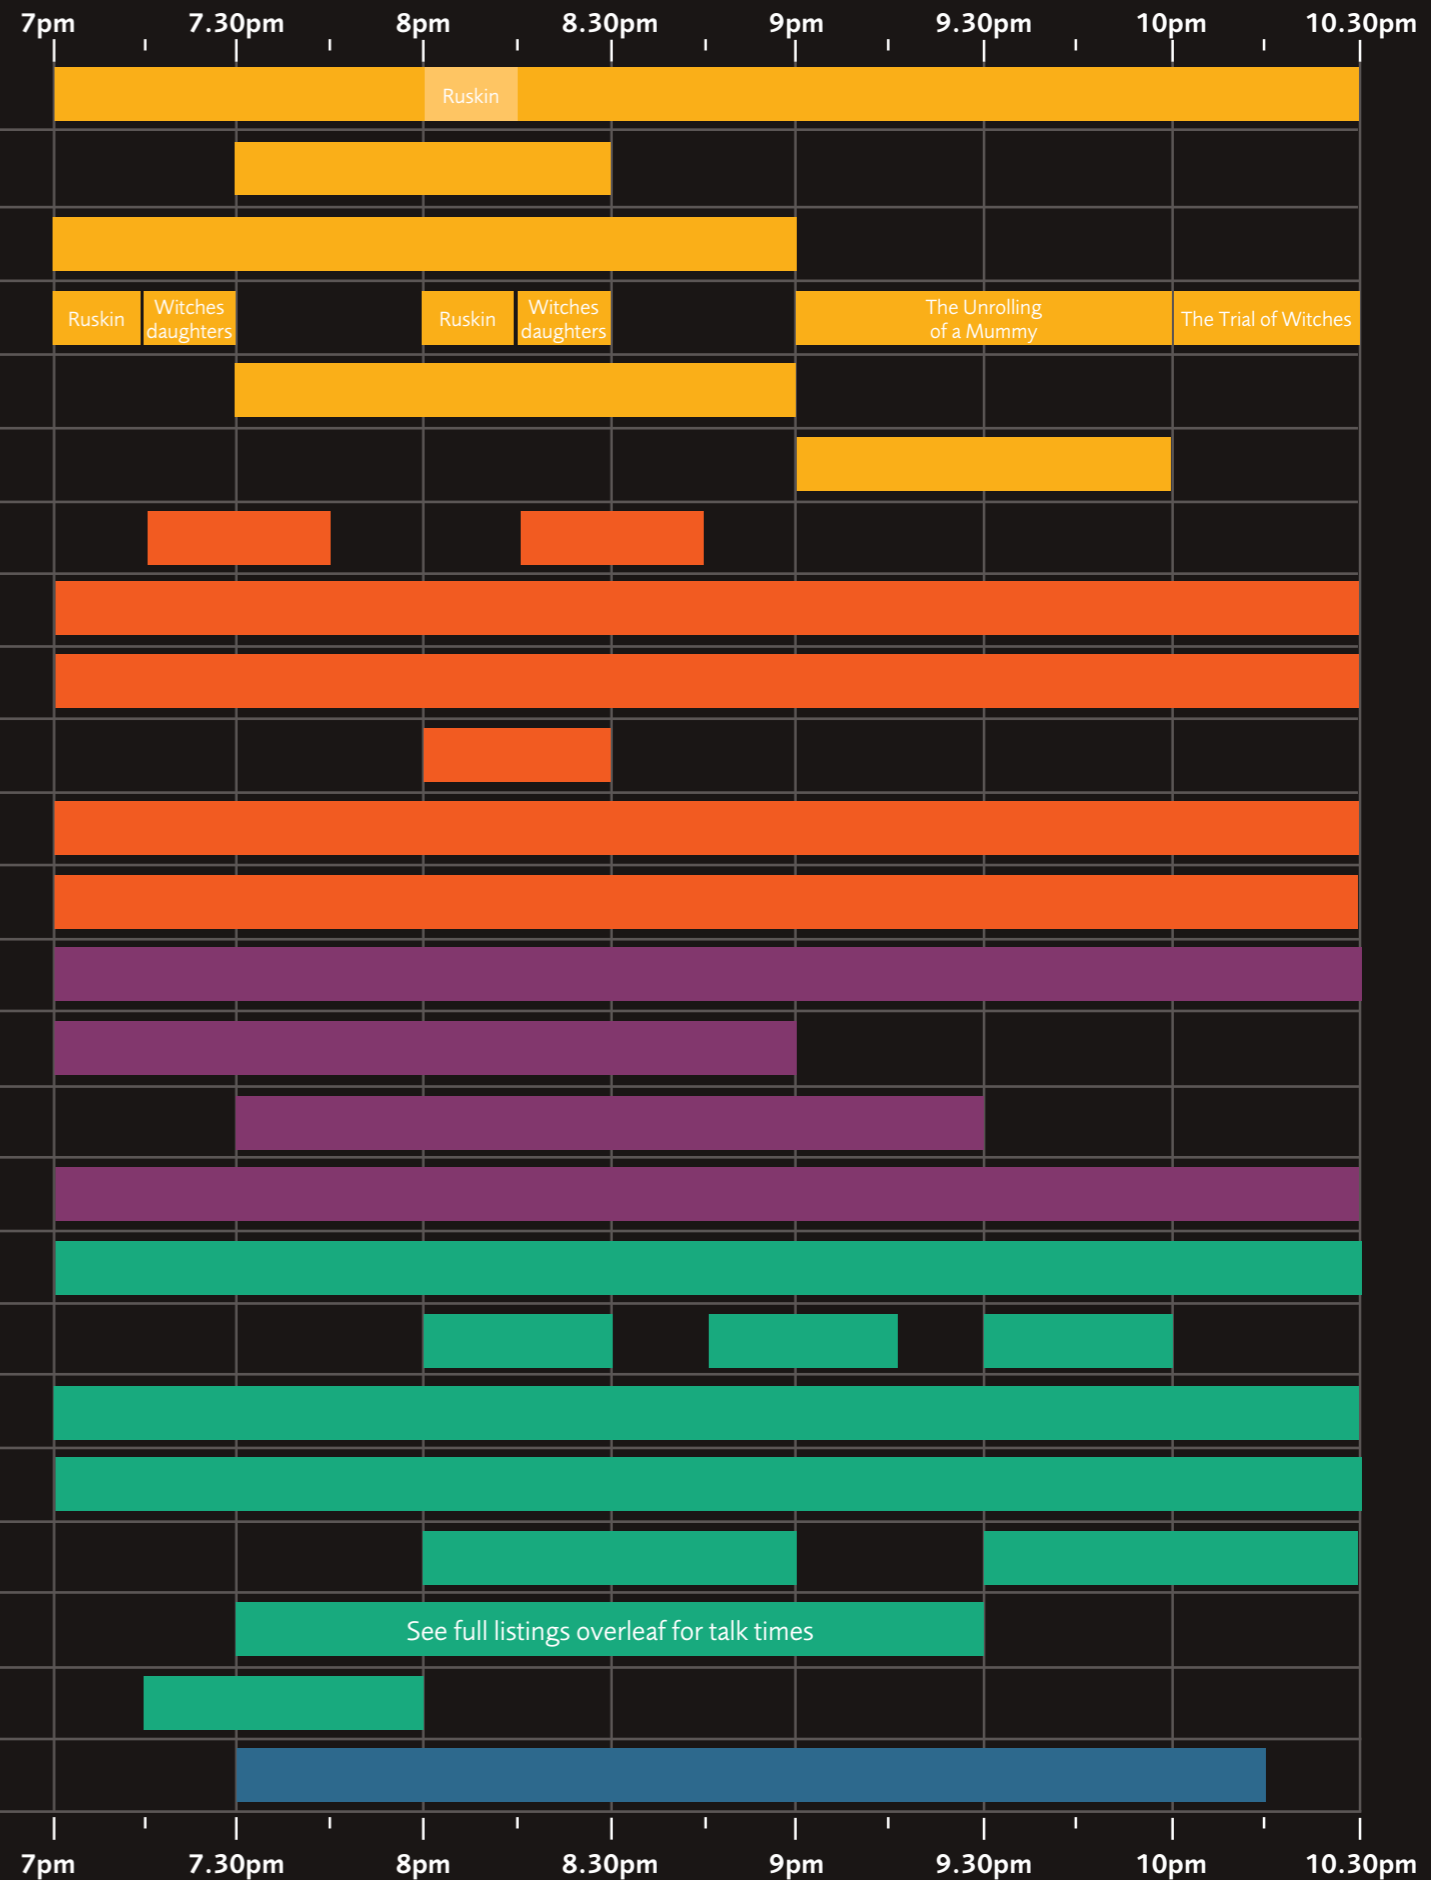 7pm 7.30pm 8pm 8.30pm 9pm 9.30pm 10pm 10.30pm
Ruskin
Ruskin
Witches
daughters
Ruskin
Witches
daughters
The Unrolling
of a Mummy
The Trial of Witches
See full listings overleaf for talk times
7pm 7.30pm 8pm 8.30pm 9pm 9.30pm 10pm 10.30pm